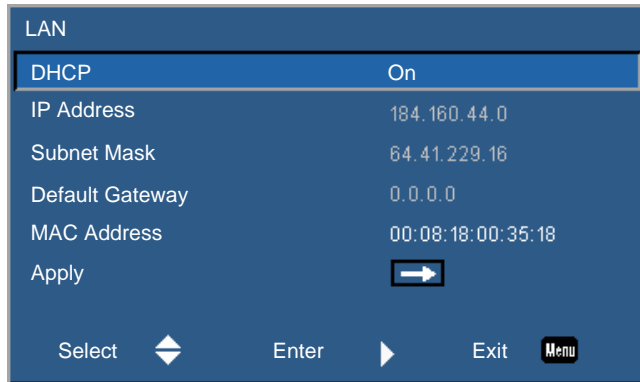 LAN
DHCP On
IP Address 184.160.44.0
Subnet Mask 64.41.229.16
Default Gateway 0.0.0.0
MAC Address 00:08:18:00:35:18
Apply
Select Enter Exit Menu